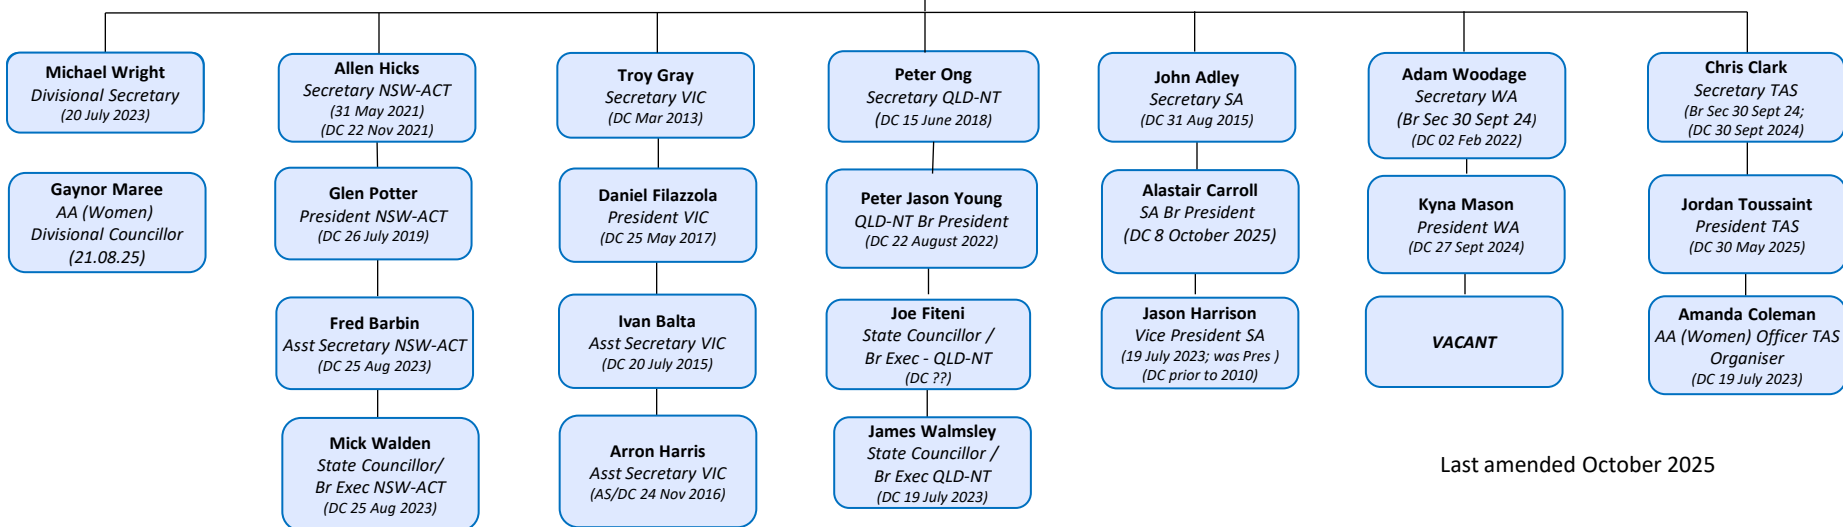 Michael Wright
Divisional Secretary
(20 July 2023)
Gaynor Maree
AA (Women)
Divisional Councillor
(21.08.25)
Allen Hicks
Secretary NSW-ACT
(31 May 2021)
(DC 22 Nov 2021)
Glen Potter
President NSW-ACT
(DC 26 July 2019)
Fred Barbin
Asst Secretary NSW-ACT
(DC 25 Aug 2023)
Mick Walden
State Councillor/
Br Exec NSW-ACT
(DC 25 Aug 2023)
Troy Gray
Secretary VIC
(DC Mar 2013)
Daniel Filazzola
President VIC
(DC 25 May 2017)
Ivan Balta
Asst Secretary VIC
(DC 20 July 2015)
Arron Harris
Asst Secretary VIC
(AS/DC 24 Nov 2016)
Peter Ong
Secretary QLD-NT
(DC 15 June 2018)
Peter Jason Young
QLD-NT Br President
(DC 22 August 2022)
Joe Fiteni
State Councillor /
Br Exec - QLD-NT
(DC ??)
James Walmsley
State Councillor /
Br Exec QLD-NT
(DC 19 July 2023)
John Adley
Secretary SA
(DC 31 Aug 2015)
Alastair Carroll
SA Br President
(DC 8 October 2025)
Jason Harrison
Vice President SA
(19 July 2023; was Pres )
(DC prior to 2010)
Adam Woodage
Secretary WA
(Br Sec 30 Sept 24)
(DC 02 Feb 2022)
Kyna Mason
President WA
(DC 27 Sept 2024)
VACANT
Chris Clark
Secretary TAS
(Br Sec 30 Sept 24;
(DC 30 Sept 2024)
Jordan Toussaint
President TAS
(DC 30 May 2025)
Amanda Coleman
AA (Women) Officer TAS
Organiser
(DC 19 July 2023)
Last amended October 2025